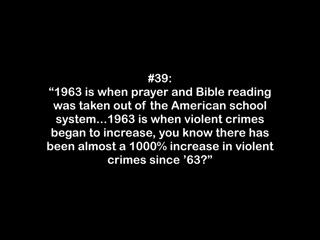 #39:
“1963 is when prayer and Bible reading
was taken out of the American school
system...1963 is when violent crimes
began to increase, you know there has
been almost a 1000% increase in violent
crimes since ’63?”